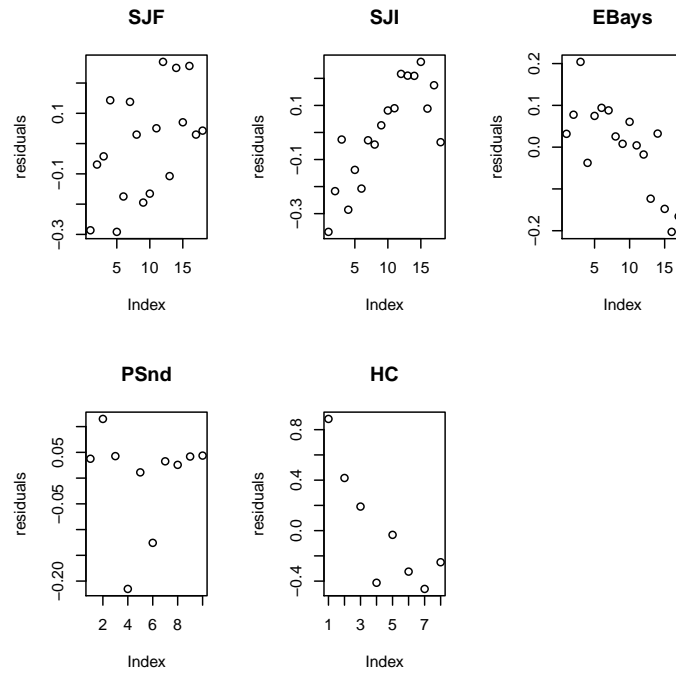 SJF
SJI
EBays
residuals
−0.3 −0.1 0.1
5 10 15
Index
residuals
−0.3 −0.1 0.1
5 10 15
Index
residuals
−0.2 0.0 0.2
5 10 15
Index
PSnd
HC
residuals
−0.20 −0.05 0.05
2 4 6 8
Index
residuals
−0.4 0.0 0.4 0.8
1 3 5 7
Index